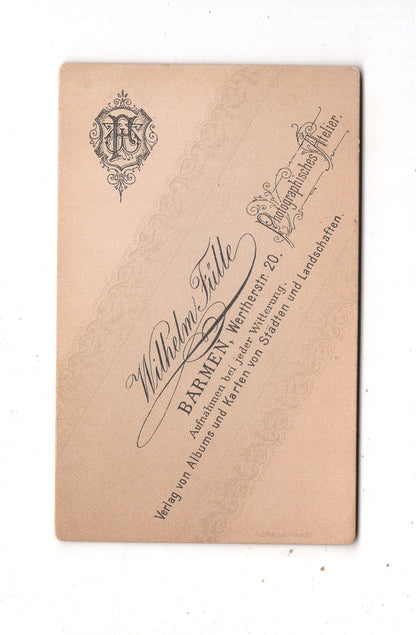 Photographisches Atelier.
Wilhelm Fülle
BARMEN, Wertherstr. 20.
Aufnahmen bei jeder Witterung.
Verlag von Albums und Karten von Städten und Landschaften.